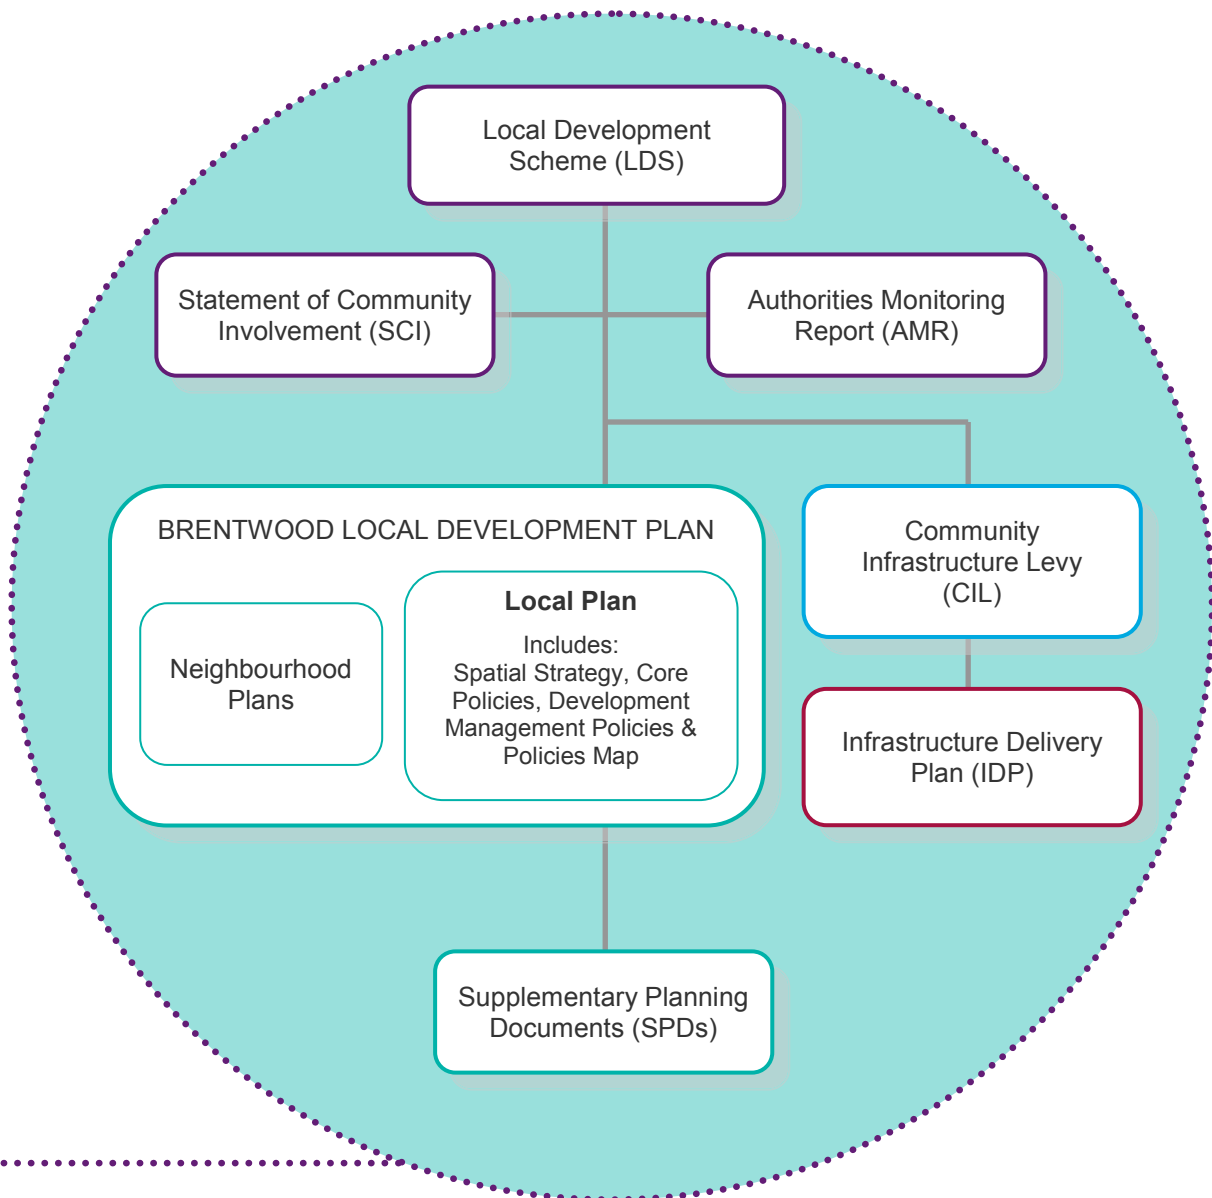 Local Development
Scheme (LDS)
Statement of Community
Involvement (SCI)
Authorities Monitoring
Report (AMR)
BRENTWOOD LOCAL DEVELOPMENT PLAN
Neighbourhood
Plans
Local Plan
Includes:
Spatial Strategy, Core
Policies, Development
Management Policies &
Policies Map
Community
Infrastructure Levy
(CIL)
Infrastructure Delivery
Plan (IDP)
Supplementary Planning
Documents (SPDs)